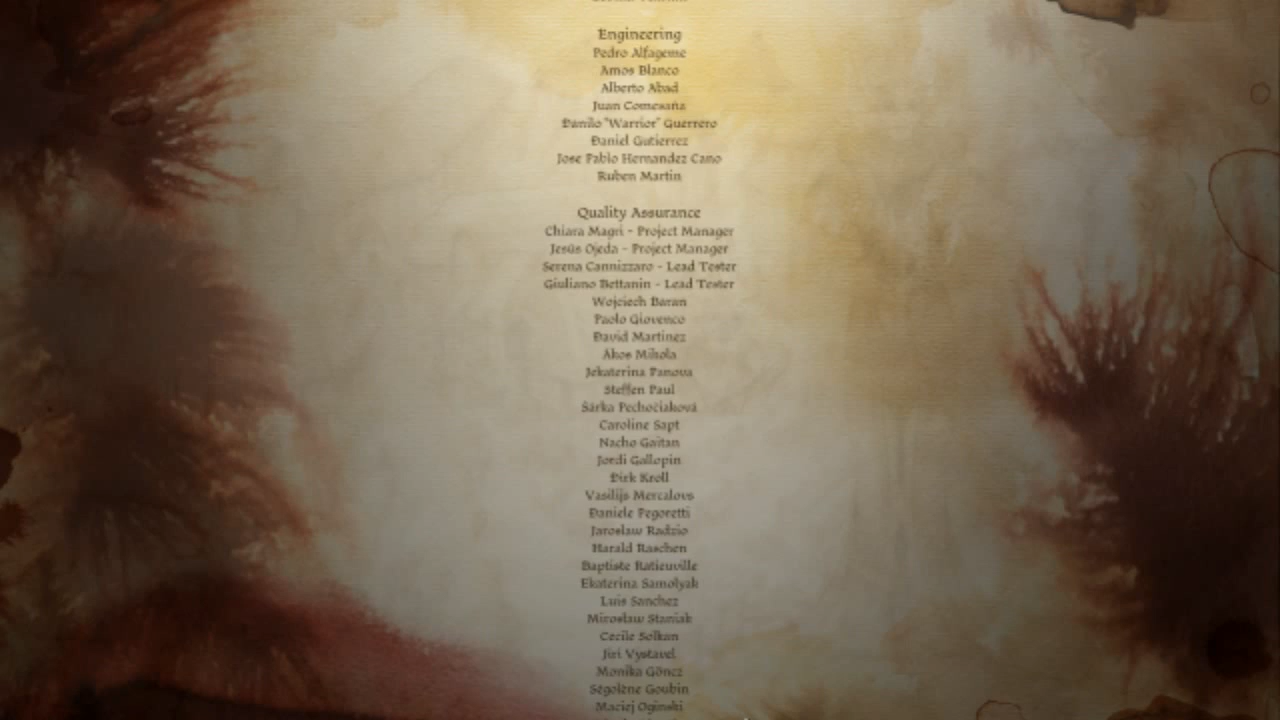 Engineering
Pedro Alfageme
Amos Blanco
Alberto Abad
Juan Comesaña
Danilo "Warrior" Guerrero
Daniel Gutierrez
Jose Pablo Hernandez Cano
Ruben Martin
Quality Assurance
Chiara Magri - Project Manager
Jesús Ojeda - Project Manager
Serena Cannizzaro - Lead Tester
Giuliano Bettanin - Lead Tester
Wojciech Baran
Paolo Giovenco
David Martinez
Ákos Mikola
Jekaterina Panova
Steffen Paul
Šárka Pechočiaková
Caroline Sapt
Nacho Gaitan
Jordi Gallopin
Dirk Kroll
Vasilijs Mercalovs
Daniele Pegoretti
Jaroslaw Radzio
Harald Raschen
Baptiste Ratieuville
Ekaterina Samolyak
Luis Sanchez
Miroslaw Staniak
Cecile Solkan
Jiri Vystavel
Monika Göncz
Ségolène Goubin
Maciej Oginski